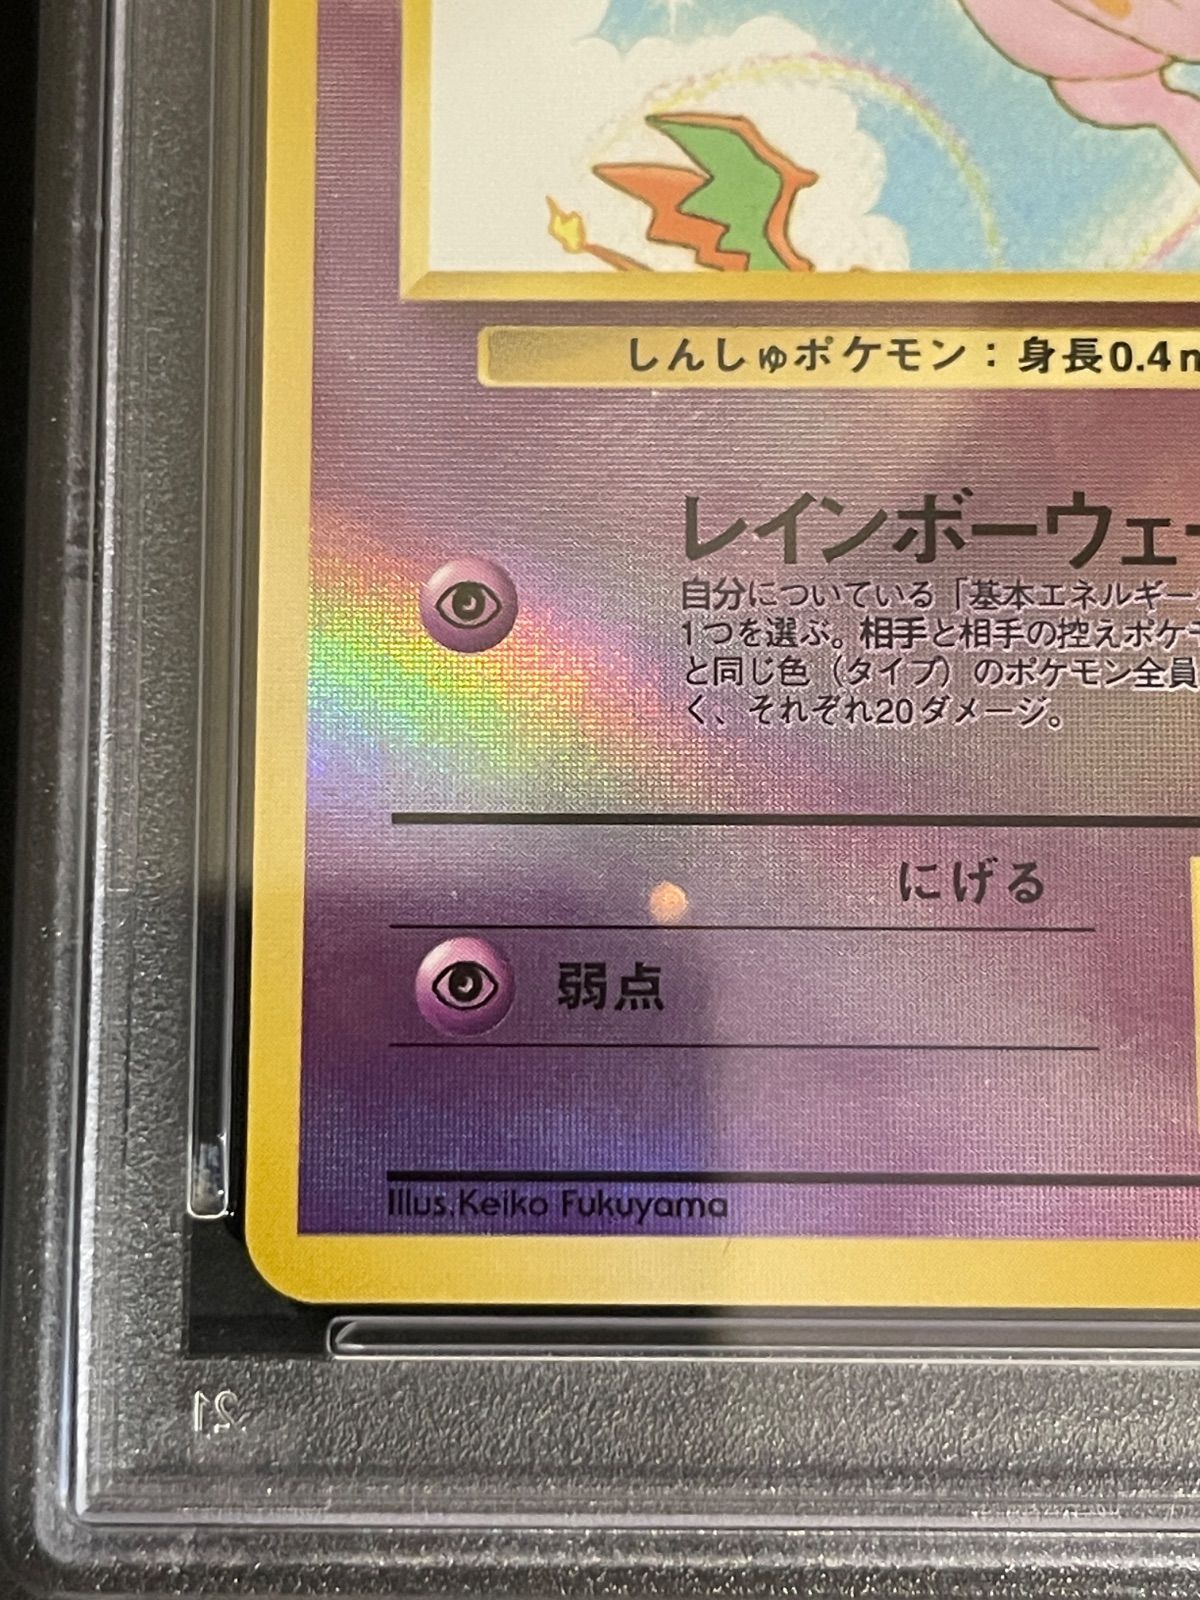 しんしゅポケモン：身長0.4m
レインボーウェー
自分についている「基本エネルギー
1つを選ぶ。相手と相手の控えポケモ
と同じ色（タイプ）のポケモン全員
く、それぞれ20ダメージ。
にげる
弱点
Illus.Keiko Fukuyama
21